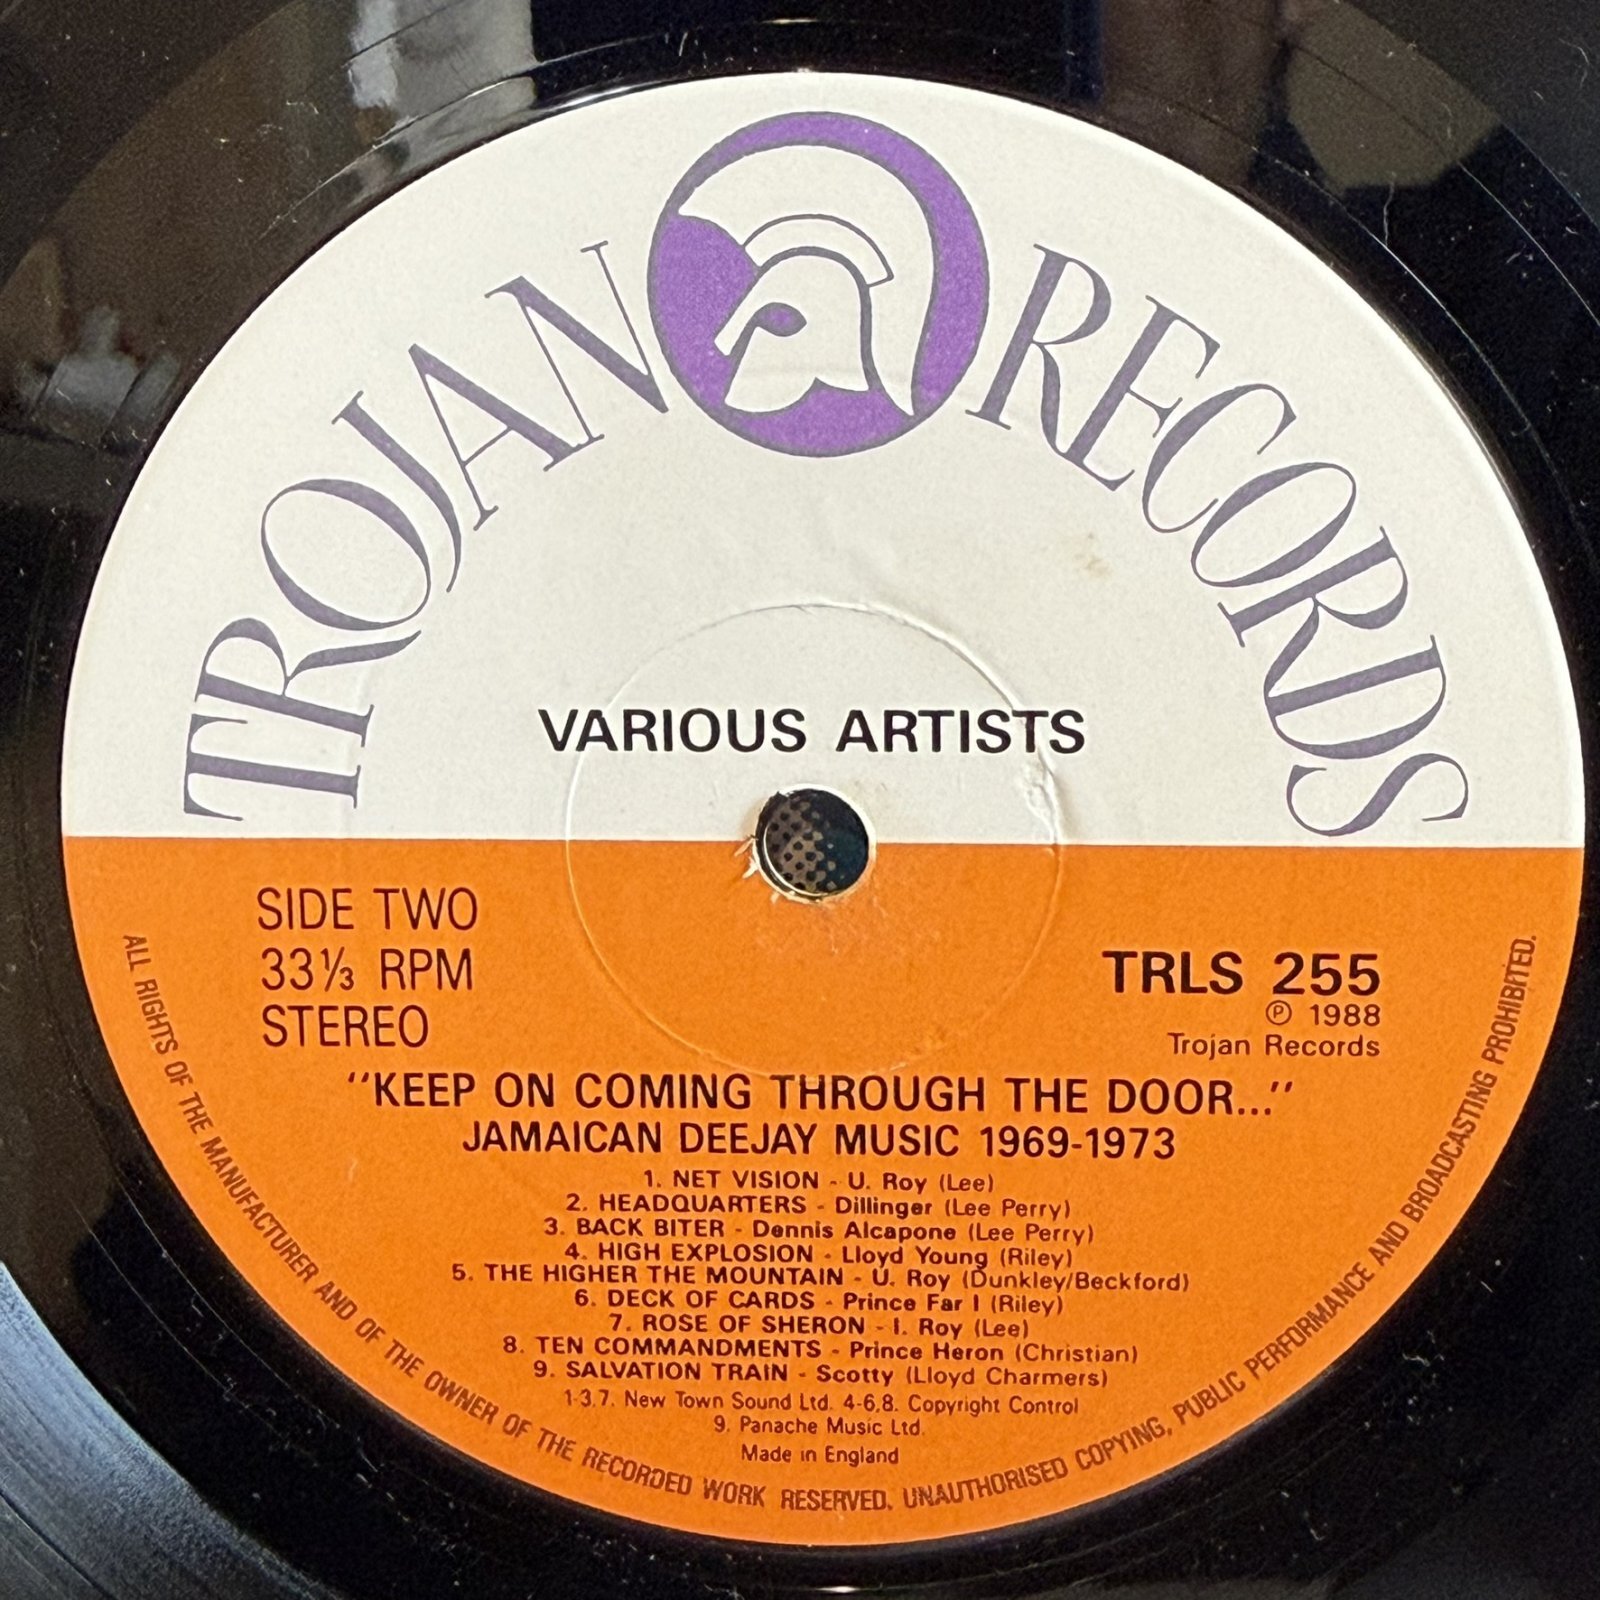 TROJAN RECORDS
VARIOUS ARTISTS
SIDE TWO
33⅓ RPM
STEREO
TRLS 255
℗ 1988
Trojan Records
"KEEP ON COMING THROUGH THE DOOR..."
JAMAICAN DEEJAY MUSIC 1969-1973
1. NET VISION - U. Roy (Lee)
2. HEADQUARTERS - Dillinger (Lee Perry)
3. BACK BITER - Dennis Alcapone (Lee Perry)
4. HIGH EXPLOSION - Lloyd Young (Riley)
5. THE HIGHER THE MOUNTAIN - U. Roy (Dunkley/Beckford)
6. DECK OF CARDS - Prince Far I (Riley)
7. ROSE OF SHERON - I. Roy (Lee)
8. TEN COMMANDMENTS - Prince Heron (Christian)
9. SALVATION TRAIN - Scotty (Lloyd Charmers)
1-3,7. New Town Sound Ltd. 4-6,8. Copyright Control
9. Panache Music Ltd.
Made in England
ALL RIGHTS OF THE MANUFACTURER AND OF THE OWNER OF THE RECORDED WORK RESERVED. UNAUTHORISED COPYING, PUBLIC PERFORMANCE AND BROADCASTING PROHIBITED.